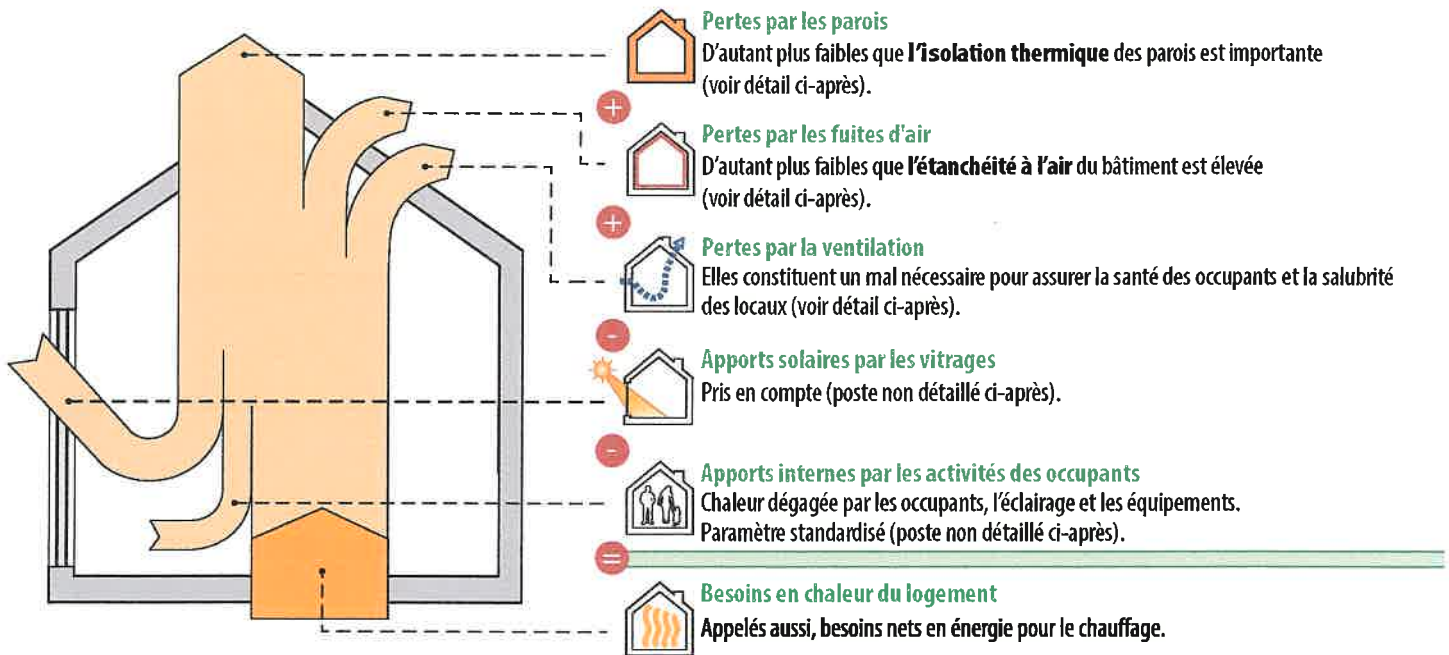 Pertes par les parois
D'autant plus faibles que l'isolation thermique des parois est importante
(voir détail ci-après).
+
Pertes par les fuites d'air
D'autant plus faibles que l'étanchéité à l'air du bâtiment est élevée
(voir détail ci-après).
+
Pertes par la ventilation
Elles constituent un mal nécessaire pour assurer la santé des occupants et la salubrité
des locaux (voir détail ci-après).
-
Apports solaires par les vitrages
Pris en compte (poste non détaillé ci-après).
-
Apports internes par les activités des occupants
Chaleur dégagée par les occupants, l'éclairage et les équipements.
Paramètre standardisé (poste non détaillé ci-après).
=
Besoins en chaleur du logement
Appelés aussi, besoins nets en énergie pour le chauffage.